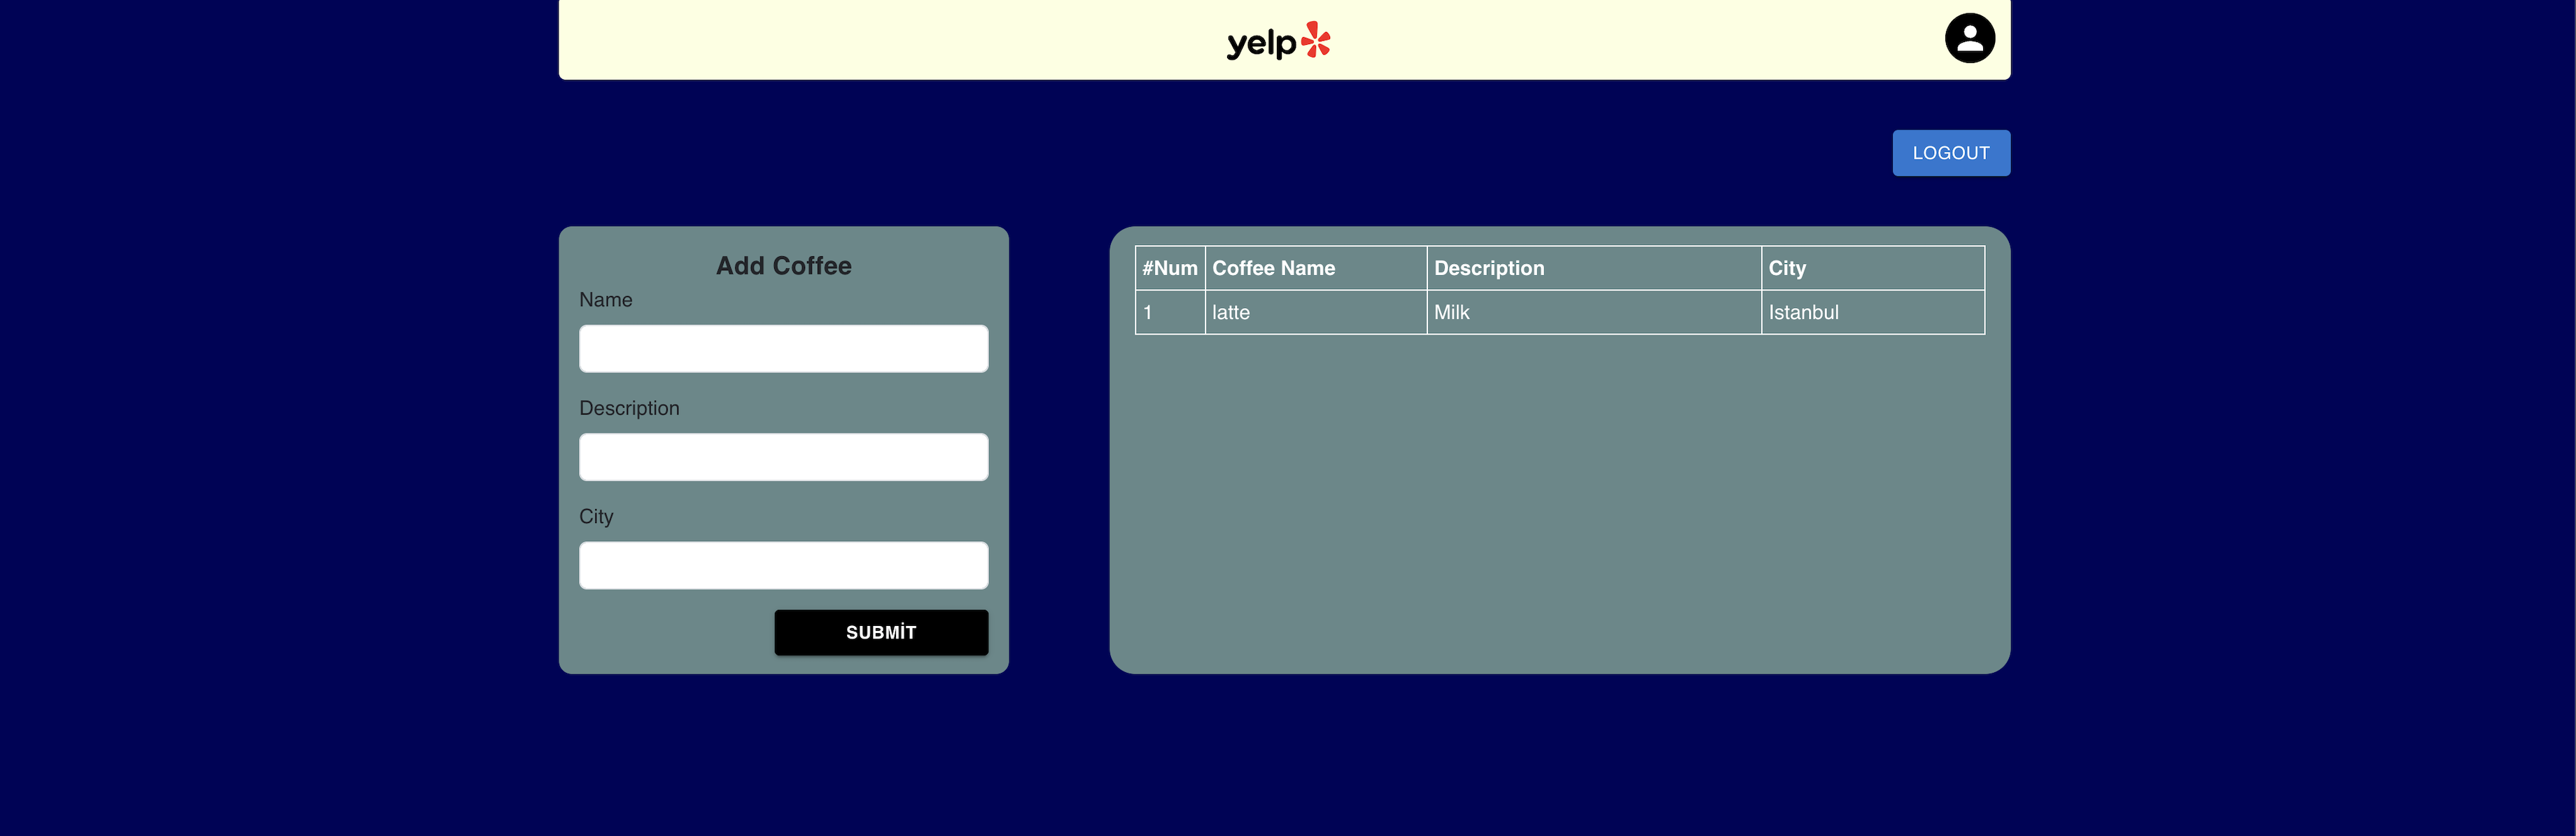 yelp
LOGOUT
Add Coffee
Name
Description
City
SUBMİT
#Num Coffee Name Description City
1 latte Milk Istanbul